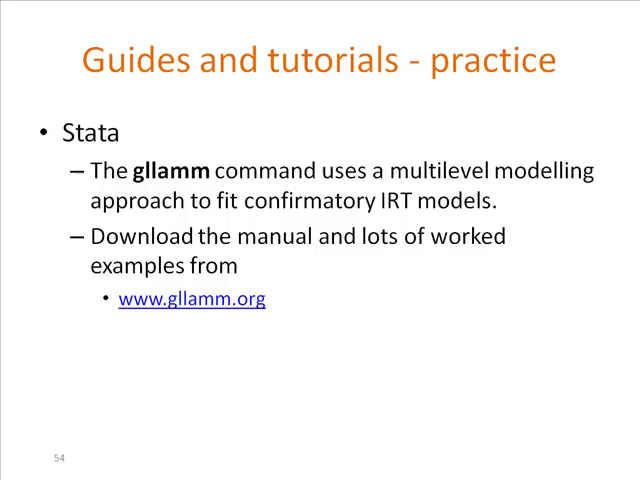 Guides and tutorials - practice
• Stata
– The gllamm command uses a multilevel modelling
approach to fit confirmatory IRT models.
– Download the manual and lots of worked
examples from
• www.gllamm.org
54